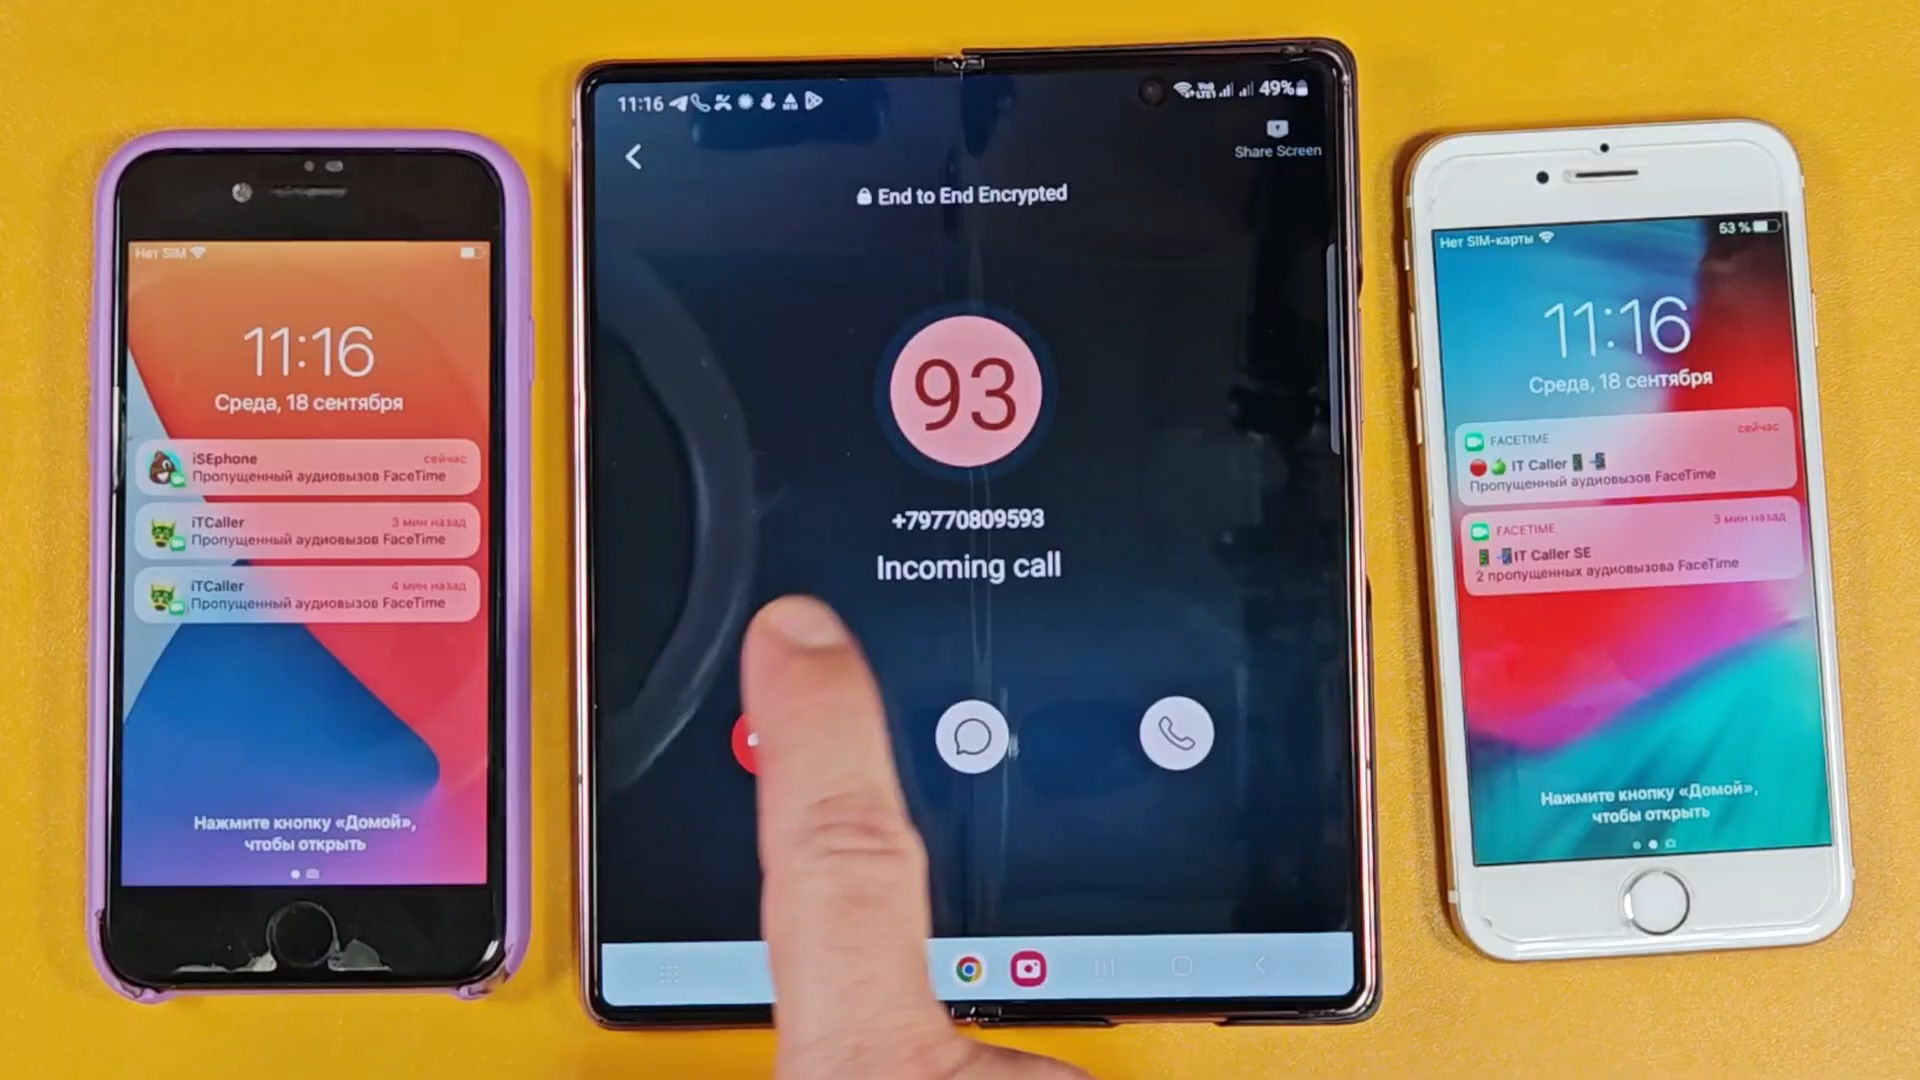 Нет SIM
11:16
Среда, 18 сентября
iSEphone
сейчас
Пропущенный аудиовызов FaceTime
iTCaller
3 мин назад
Пропущенный аудиовызов FaceTime
iTCaller
4 мин назад
Пропущенный аудиовызов FaceTime
Нажмите кнопку «Домой»,
чтобы открыть
11:16
49%
Share Screen
End to End Encrypted
93
+79770809593
Incoming call
Нет SIM-карты
53 %
11:16
Среда, 18 сентября
FACETIME
сейчас
IT Caller
Пропущенный аудиовызов FaceTime
FACETIME
3 мин назад
IT Caller SE
2 пропущенных аудиовызова FaceTime
Нажмите кнопку «Домой»,
чтобы открыть